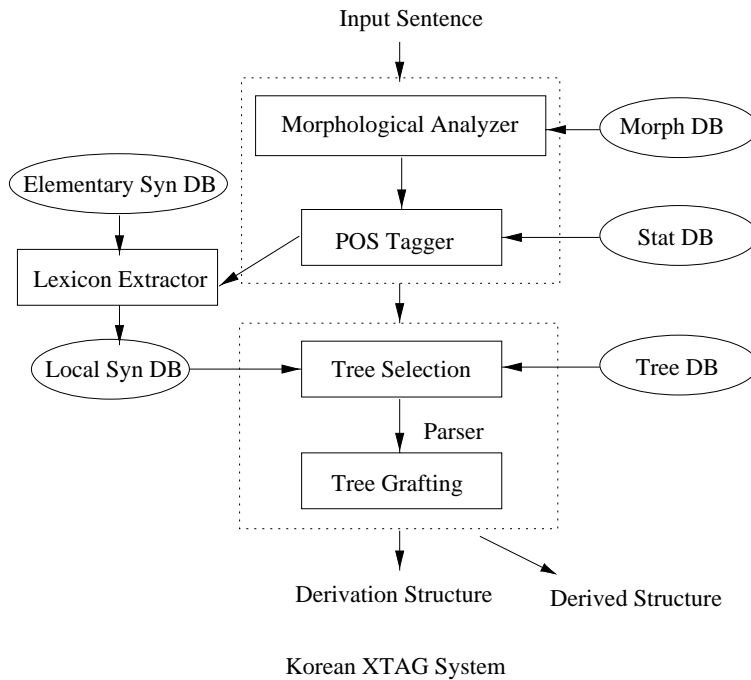 Input Sentence
Morphological Analyzer
Morph DB
Elementary Syn DB
POS Tagger
Stat DB
Lexicon Extractor
Local Syn DB
Tree Selection
Tree DB
Parser
Tree Grafting
Derivation Structure
Derived Structure
Korean XTAG System